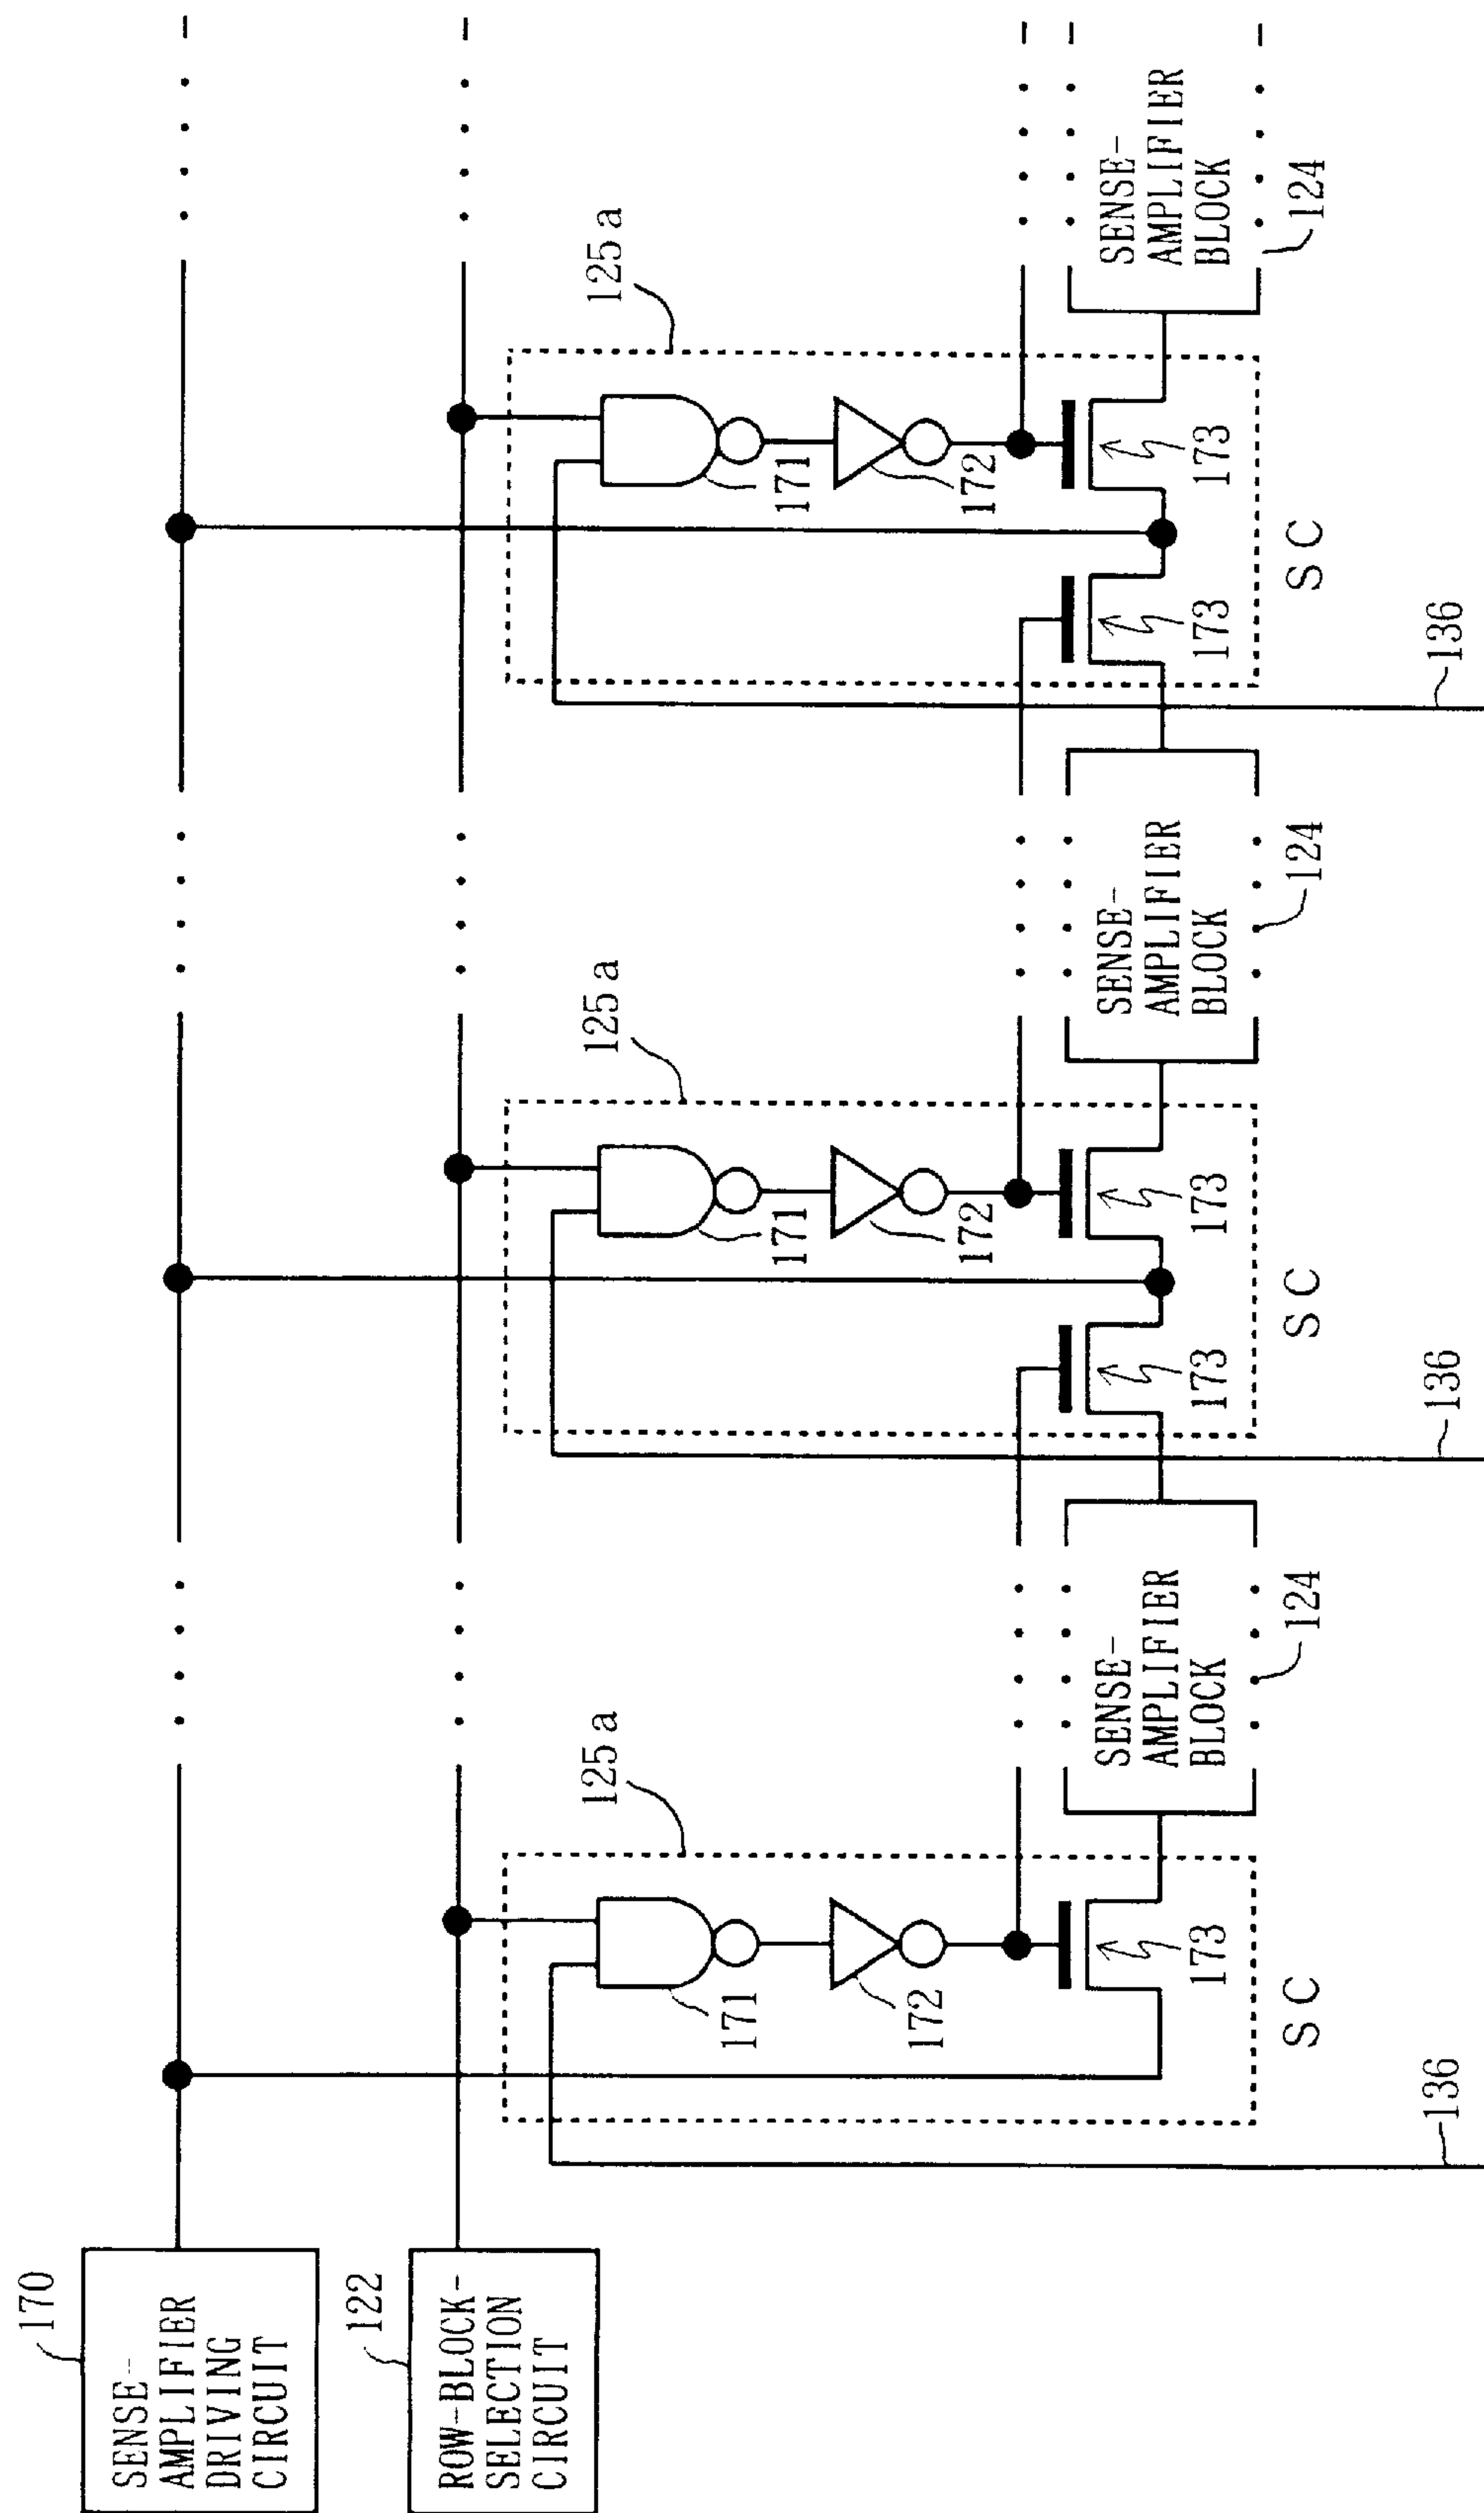 170
SENSE-
AMPLIFIER
DRIVING
CIRCUIT
122
ROW-BLOCK-
SELECTION
CIRCUIT
125a
125a
125a
171
172
171
172
171
172
173
173
173
173
173
SENSE-
AMPLIFIER
BLOCK
SENSE-
AMPLIFIER
BLOCK
SENSE-
AMPLIFIER
BLOCK
SC
124
SC
124
SC
124
136
136
136